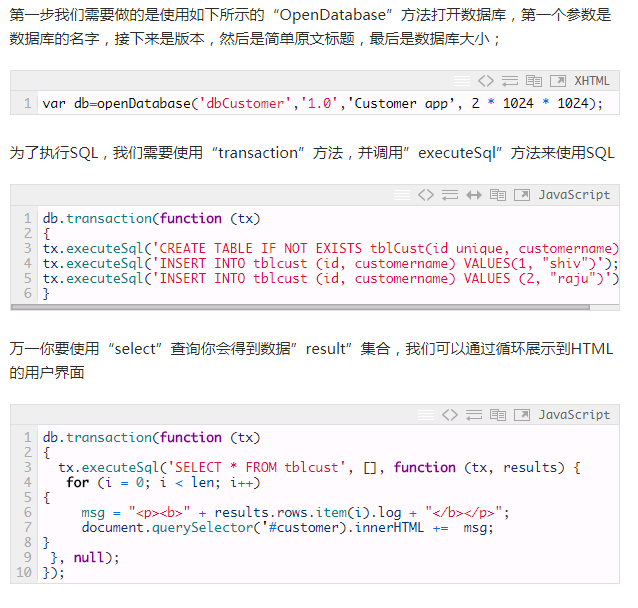 第一步我们需要做的是使用如下所示的“OpenDatabase”方法打开数据库，第一个参数是
数据库的名字，接下来是版本，然后是简单原文标题，最后是数据库大小；
XHTML
1 var db=openDatabase('dbCustomer','1.0','Customer app’, 2 * 1024 * 1024);
为了执行SQL，我们需要使用“transaction”方法，并调用”executeSql”方法来使用SQL
JavaScript
1 db.transaction(function (tx)
2 {
3 tx.executeSql('CREATE TABLE IF NOT EXISTS tblCust(id unique, customername)
4 tx.executeSql('INSERT INTO tblcust (id, customername) VALUES(1, "shiv")');
5 tx.executeSql('INSERT INTO tblcust (id, customername) VALUES (2, "raju")')
6 }
万一你要使用“select”查询你会得到数据”result”集合，我们可以通过循环展示到HTML
的用户界面
JavaScript
1 db.transaction(function (tx)
2 {
3   tx.executeSql('SELECT * FROM tblcust', [], function (tx, results) {
4    for (i = 0; i < len; i++)
5 {
6      msg = "<p><b>" + results.rows.item(i).log + "</b></p>";
7      document.querySelector('#customer).innerHTML +=  msg;
8 }
9  }, null);
10 });